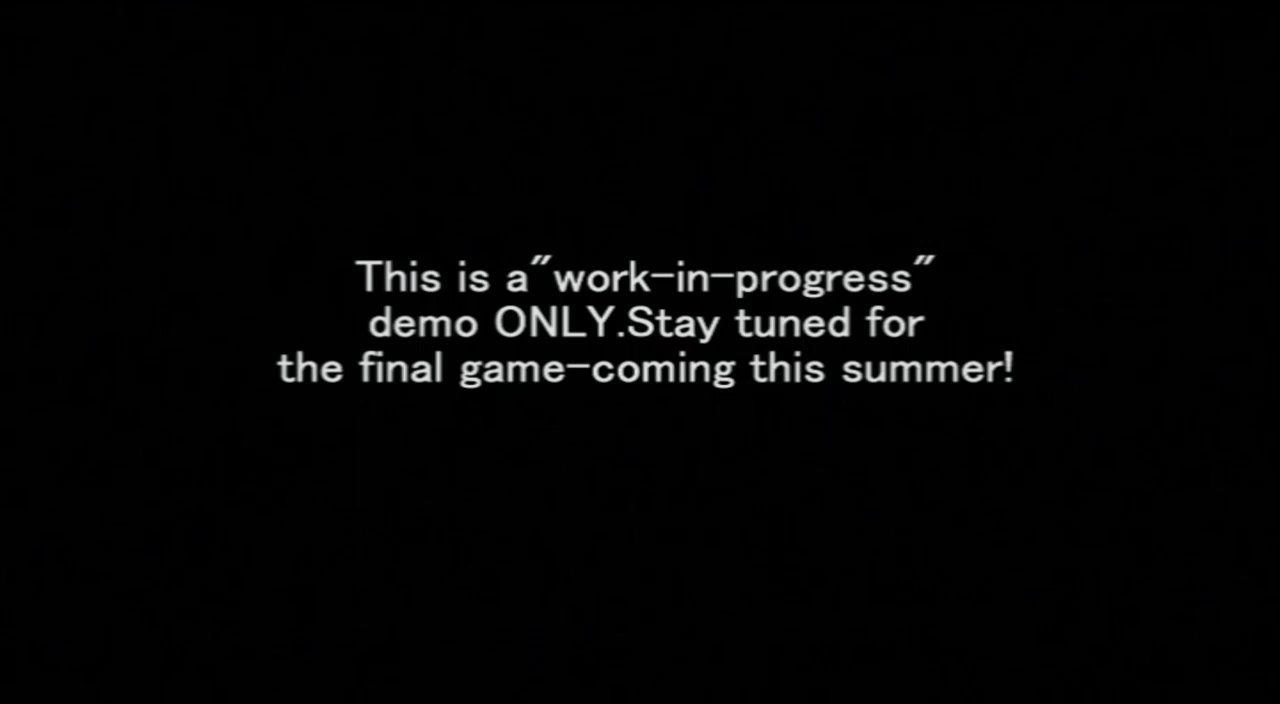 This is a"work-in-progress"
demo ONLY.Stay tuned for
the final game-coming this summer!